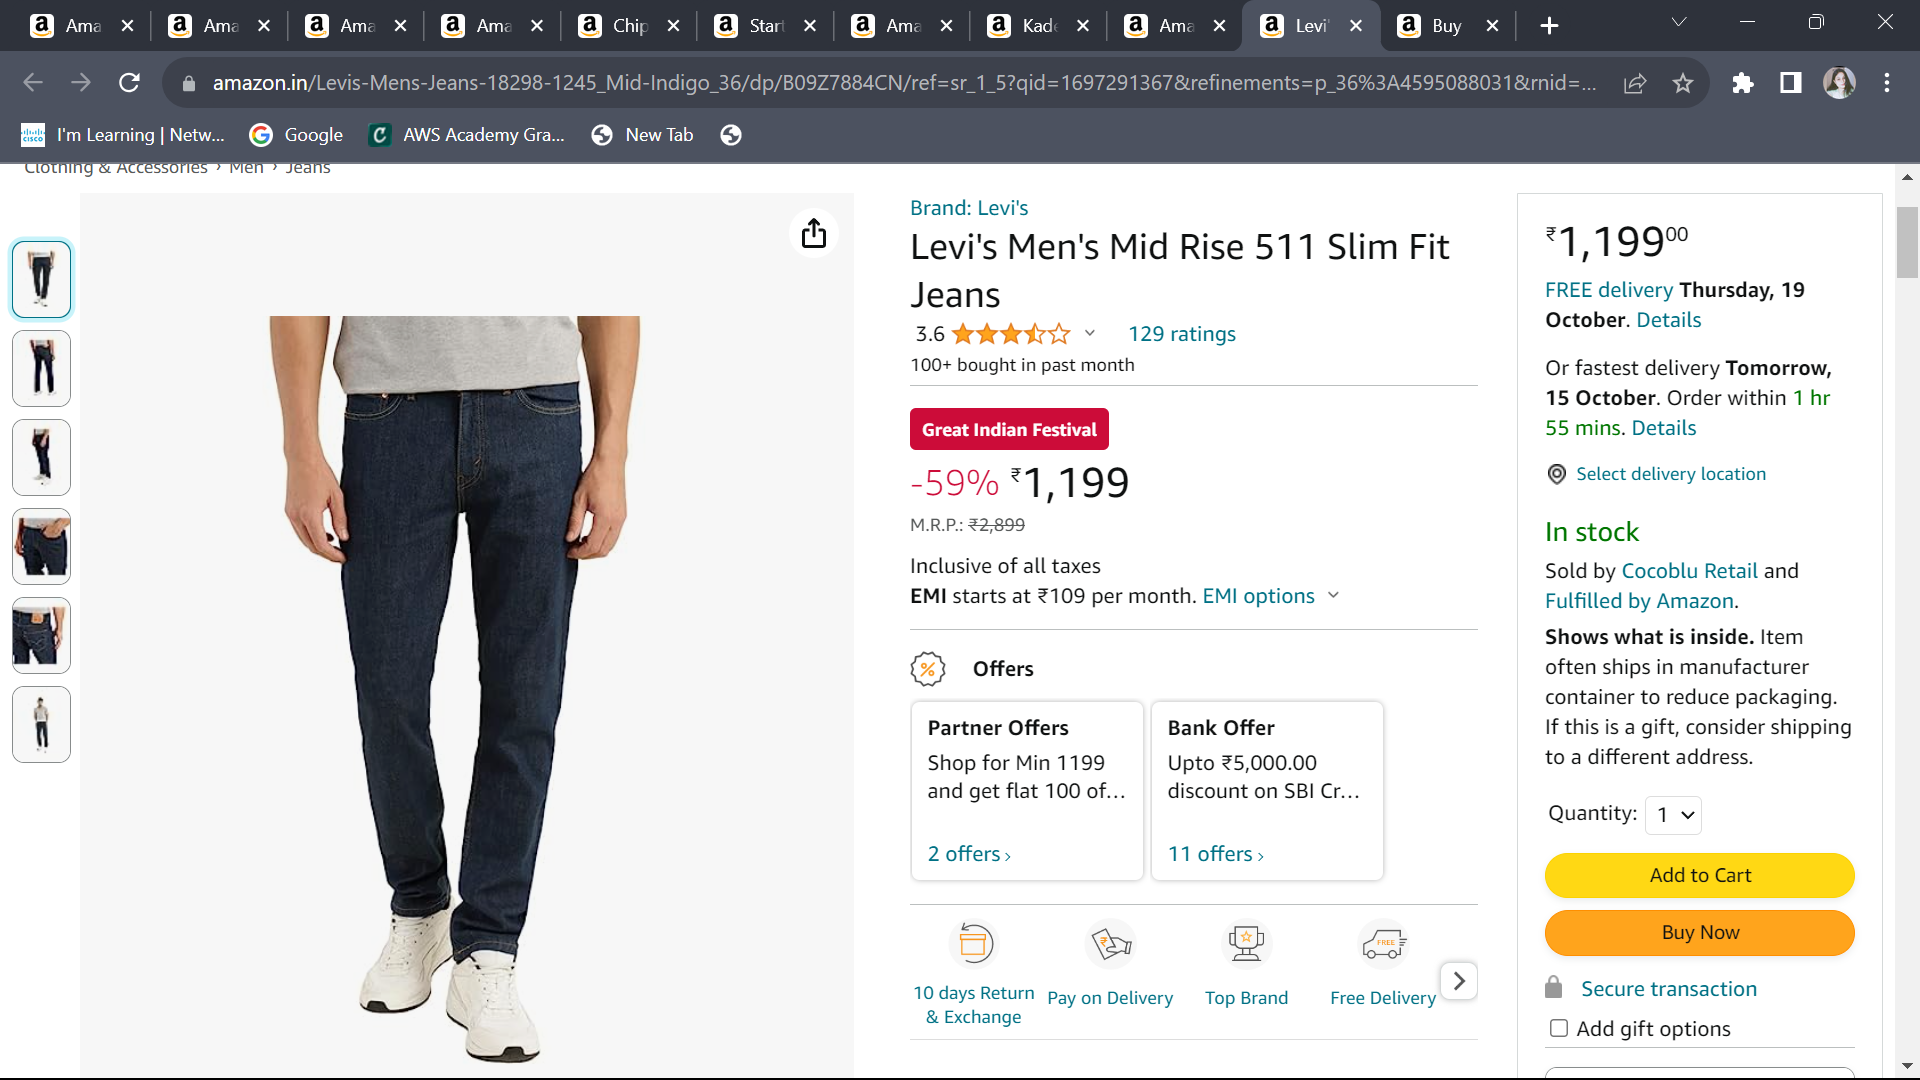 Ama
Ama
Ama
Ama
Chip
Start
Ama
Kade
Ama
Levi'
Buy
amazon.in/Levis-Mens-Jeans-18298-1245_Mid-Indigo_36/dp/B09Z7884CN/ref=sr_1_5?qid=1697291367&refinements=p_36%3A4595088031&rnid=...
I'm Learning | Netw...
Google
AWS Academy Gra...
New Tab
Clothing & Accessories › Men › Jeans
Brand: Levi's
Levi's Men's Mid Rise 511 Slim Fit
Jeans
3.6
129 ratings
100+ bought in past month
Great Indian Festival
-59% ₹1,199
M.R.P.: ₹2,899
Inclusive of all taxes
EMI starts at ₹109 per month. EMI options
Offers
Partner Offers
Shop for Min 1199
and get flat 100 of...
2 offers ›
Bank Offer
Upto ₹5,000.00
discount on SBI Cr...
11 offers ›
10 days Return
& Exchange
Pay on Delivery
Top Brand
FREE
Free Delivery
₹1,19900
FREE delivery Thursday, 19
October. Details
Or fastest delivery Tomorrow,
15 October. Order within 1 hr
55 mins. Details
Select delivery location
In stock
Sold by Cocoblu Retail and
Fulfilled by Amazon.
Shows what is inside. Item
often ships in manufacturer
container to reduce packaging.
If this is a gift, consider shipping
to a different address.
Quantity: 1
Add to Cart
Buy Now
Secure transaction
Add gift options